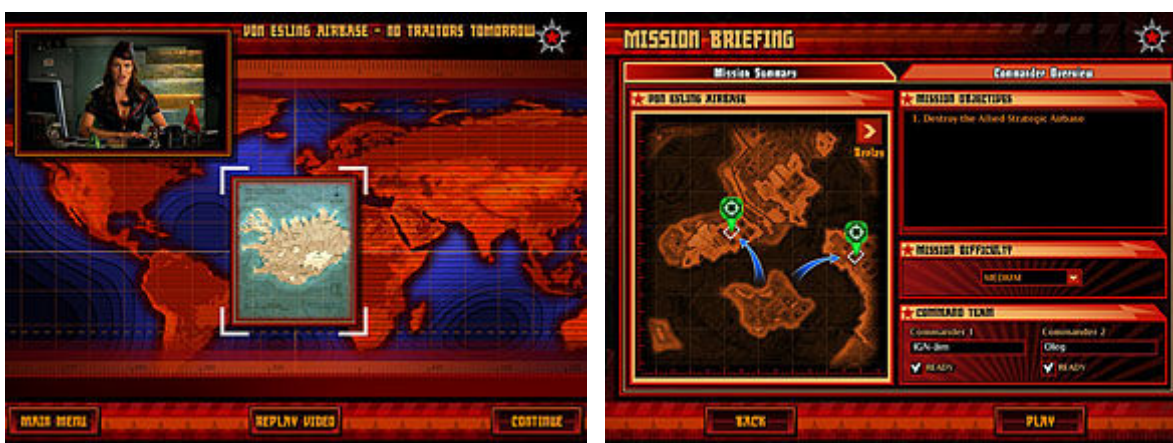 VON ESLING AIRBASE - NO TRAITORS TOMORROW
MAIN MENU
REPLAY VIDEO
CONTINUE
MISSION BRIEFING
Mission Summary
Commander Overview
VON ESLING AIRBASE
Replay
MISSION OBJECTIVES
1. Destroy the Allied Strategic Airbase
MISSION DIFFICULTY
MEDIUM
COMMAND TEAM
Commander 1
Commander 2
IGN-Jim
Oleg
READY
READY
BACK
PLAY